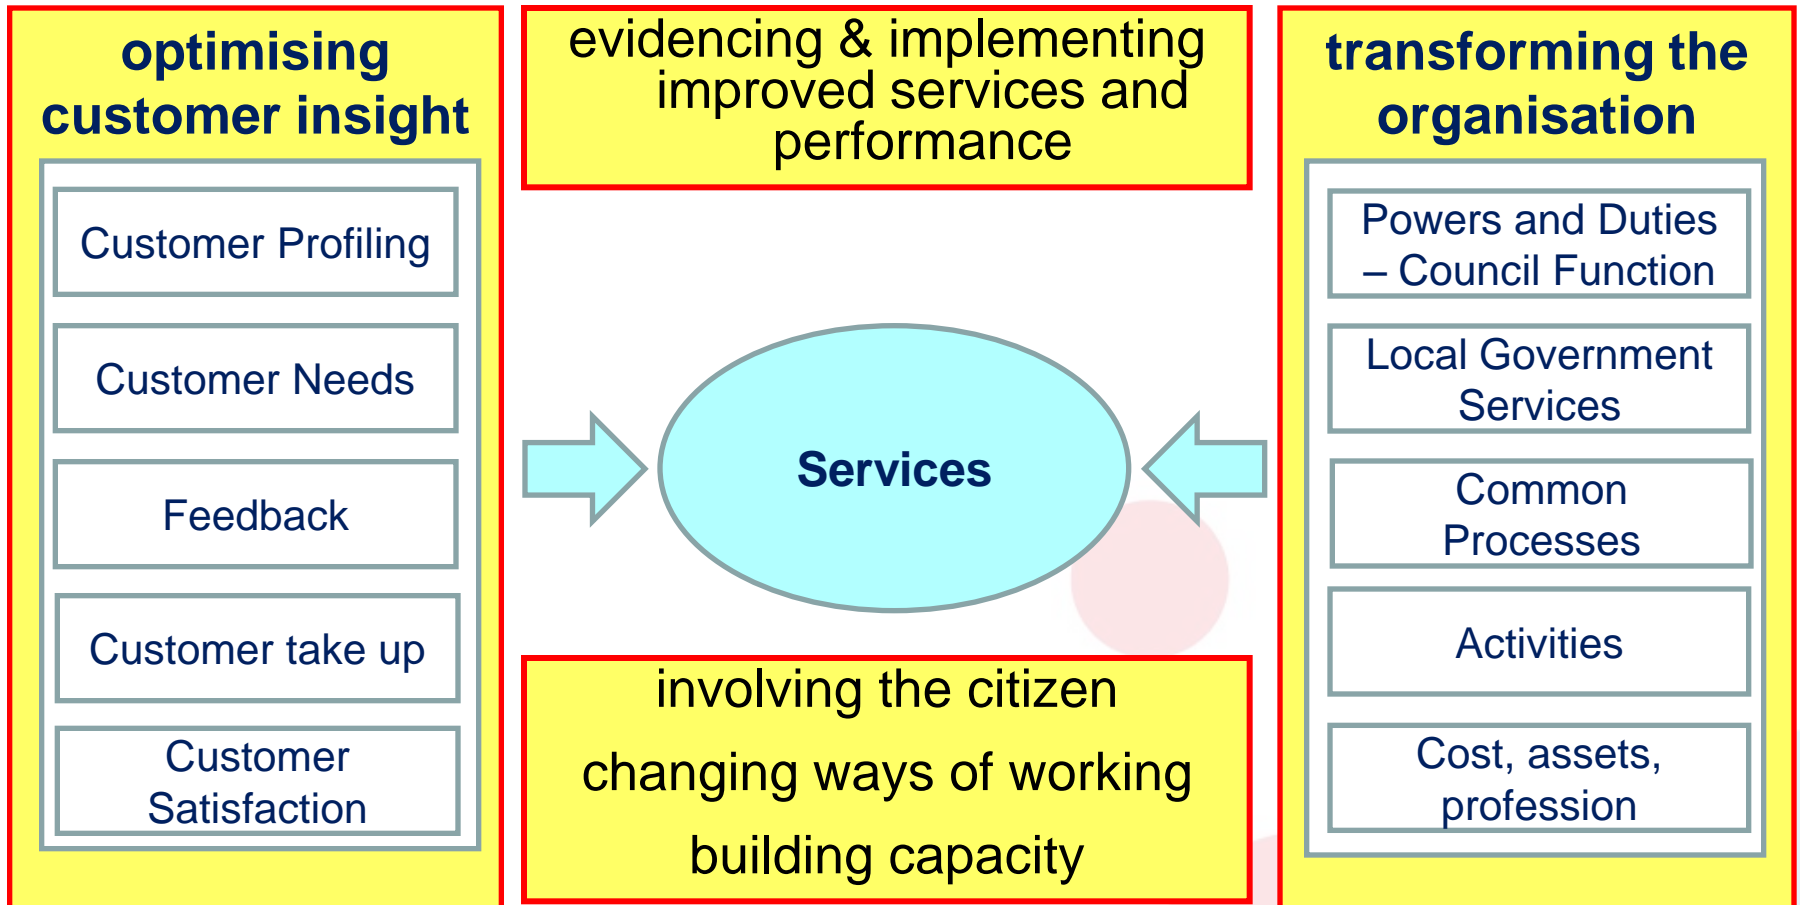 optimising
customer insight
Customer Profiling
Customer Needs
Feedback
Customer take up
Customer
Satisfaction
evidencing & implementing
improved services and
performance
Services
involving the citizen
changing ways of working
building capacity
transforming the
organisation
Powers and Duties
– Council Function
Local Government
Services
Common
Processes
Activities
Cost, assets,
profession